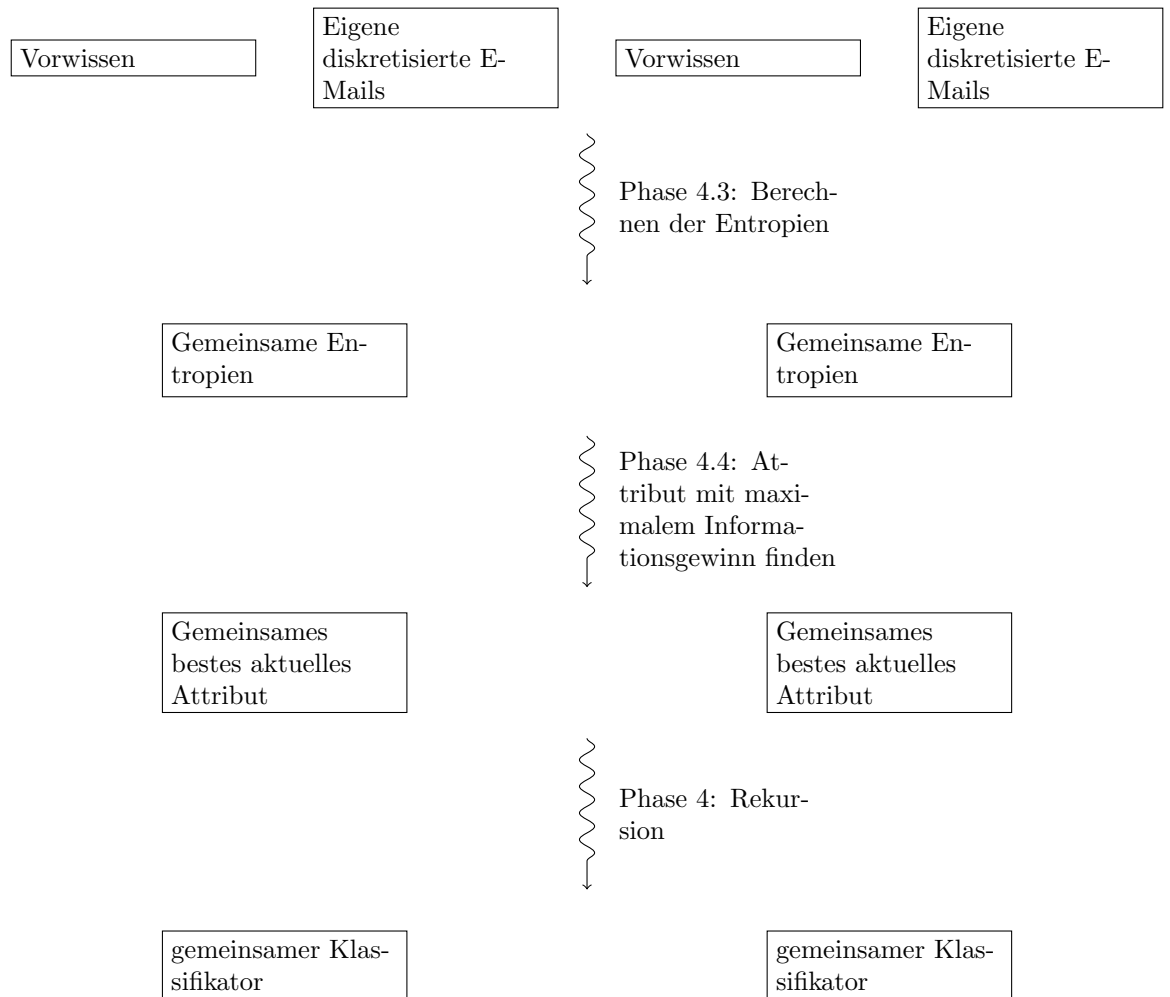 Vorwissen
Eigene
diskretisierte E-
Mails
Vorwissen
Eigene
diskretisierte E-
Mails
Phase 4.3: Berech-
nen der Entropien
Gemeinsame En-
tropien
Gemeinsame En-
tropien
Phase 4.4: At-
tribut mit maxi-
malem Informa-
tionsgewinn finden
Gemeinsames
bestes aktuelles
Attribut
Gemeinsames
bestes aktuelles
Attribut
Phase 4: Rekur-
sion
gemeinsamer Klas-
sifikator
gemeinsamer Klas-
sifikator